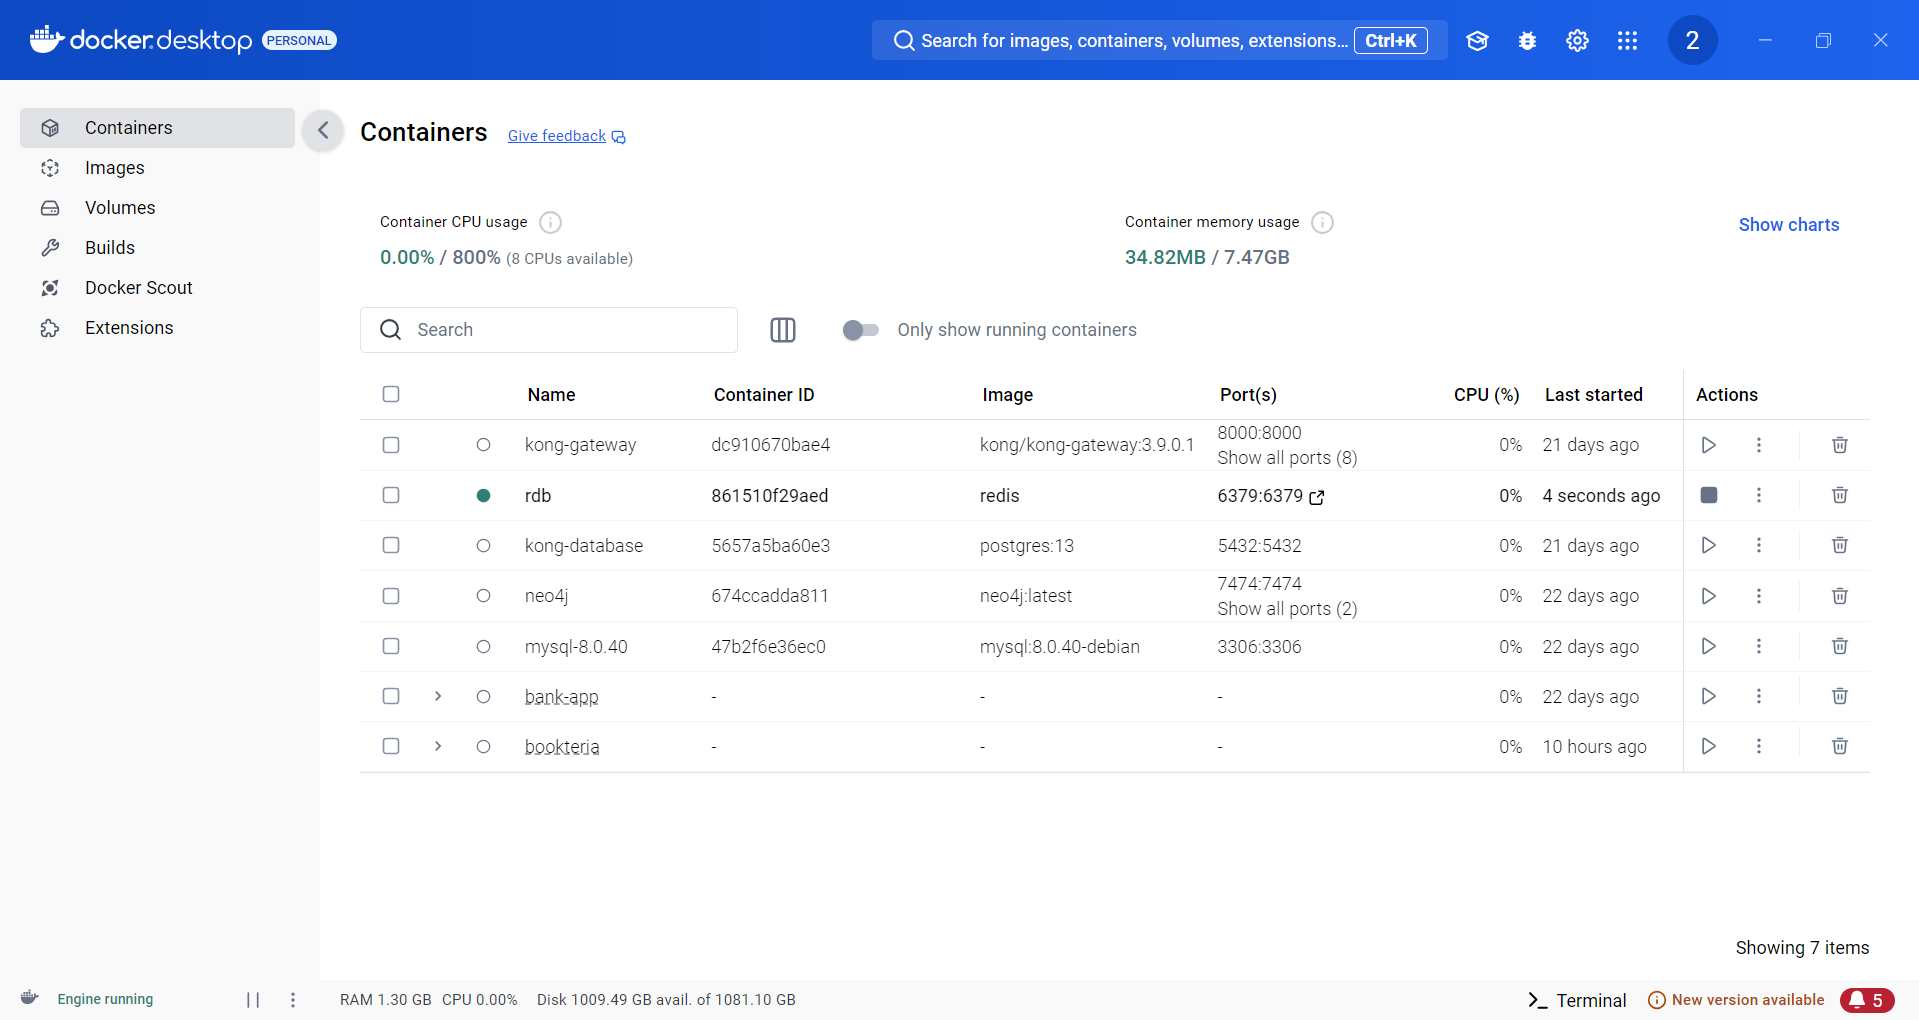 docker.desktop PERSONAL
Search for images, containers, volumes, extensions... Ctrl+K
2
Containers
Images
Volumes
Builds
Docker Scout
Extensions
Containers Give feedback
Container CPU usage
0.00% / 800% (8 CPUs available)
Container memory usage
34.82MB / 7.47GB
Show charts
Search
Only show running containers
Name Container ID Image Port(s) CPU (%) Last started Actions
kong-gateway dc910670bae4 kong/kong-gateway:3.9.0.1 8000:8000 0% 21 days ago
Show all ports (8)
rdb 861510f29aed redis 6379:6379 0% 4 seconds ago
kong-database 5657a5ba60e3 postgres:13 5432:5432 0% 21 days ago
neo4j 674ccadda811 neo4j:latest 7474:7474 0% 22 days ago
Show all ports (2)
mysql-8.0.40 47b2f6e36ec0 mysql:8.0.40-debian 3306:3306 0% 22 days ago
bank-app - - - 0% 22 days ago
bookteria - - - 0% 10 hours ago
Showing 7 items
Engine running
RAM 1.30 GB CPU 0.00% Disk 1009.49 GB avail. of 1081.10 GB
Terminal
New version available
5